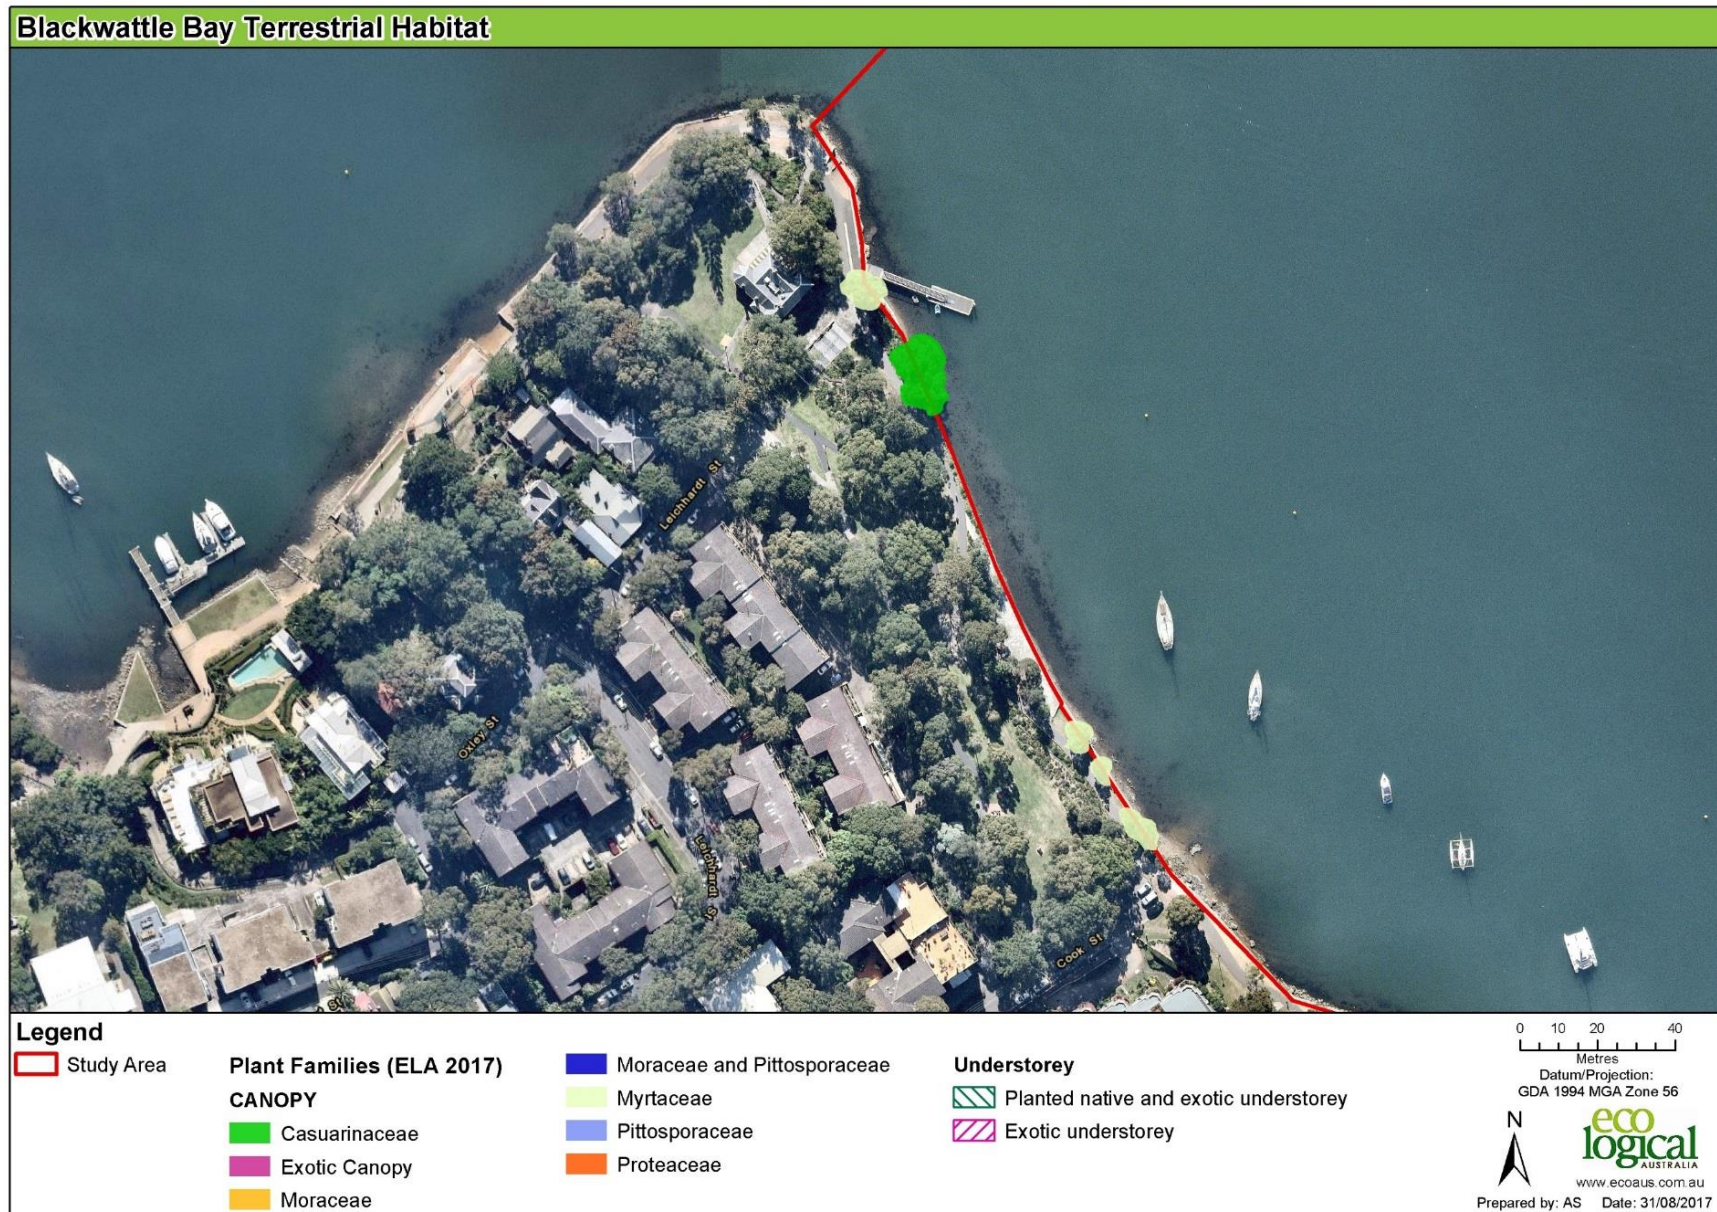 Blackwattle Bay Terrestrial Habitat
Leichhardt St
Oxley St
Leichhardt St
Cook St
St
Legend
Study Area
Plant Families (ELA 2017)
CANOPY
Casuarinaceae
Exotic Canopy
Moraceae
Moraceae and Pittosporaceae
Myrtaceae
Pittosporaceae
Proteaceae
Understorey
Planted native and exotic understorey
Exotic understorey
0 10 20 40
Metres
Datum/Projection:
GDA 1994 MGA Zone 56
N
eco
logical
AUSTRALIA
www.ecoaus.com.au
Prepared by: AS Date: 31/08/2017